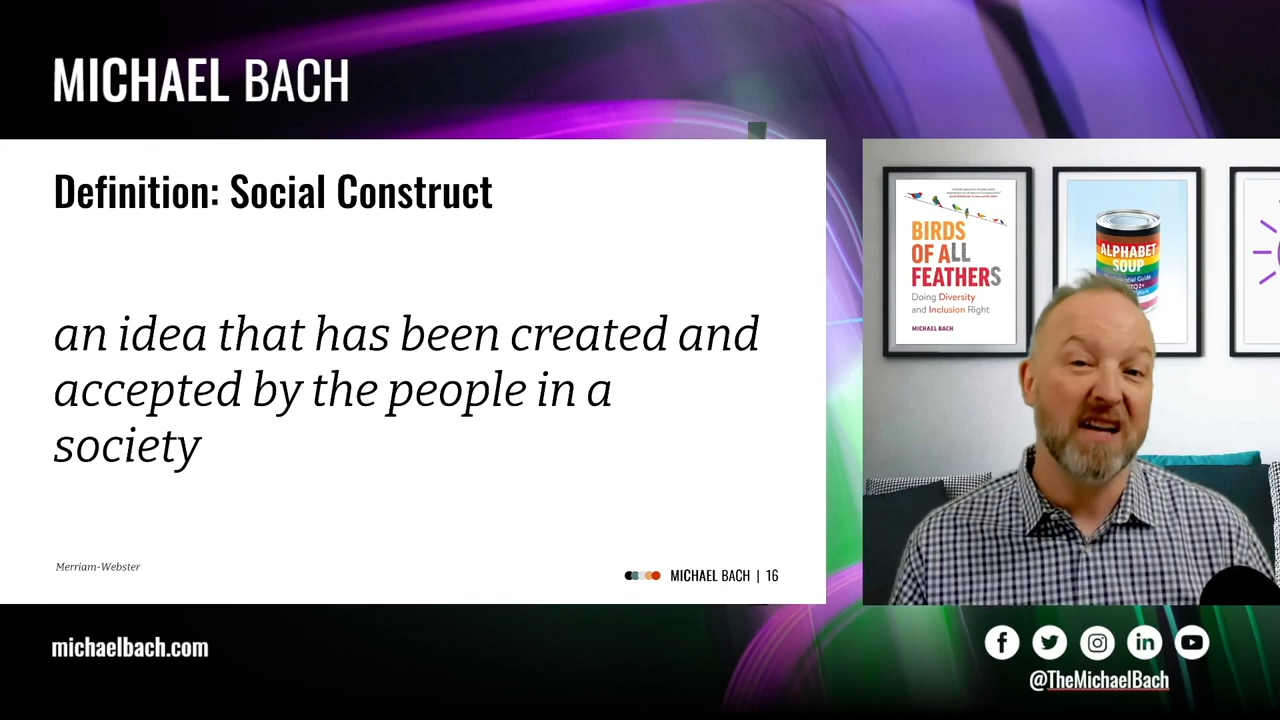 MICHAEL BACH
Definition: Social Construct
an idea that has been created and
accepted by the people in a
society
Merriam-Webster
MICHAEL BACH | 16
BIRDS
OF ALL
FEATHERS
Doing Diversity
and Inclusion Right
MICHAEL BACH
ALPHABET
SOUP
Guide
michaelbach.com
@TheMichaelBach